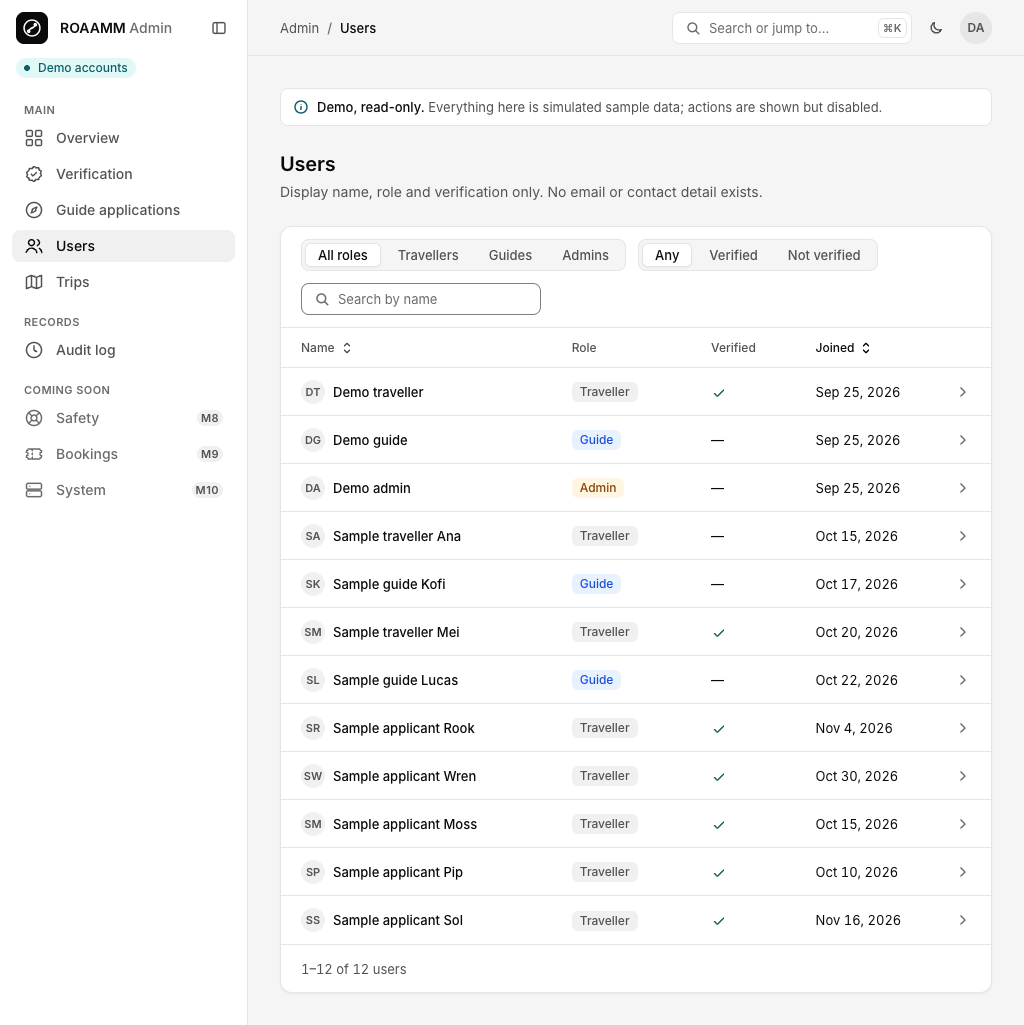 ROAAMM Admin
Demo accounts
MAIN
Overview
Verification
Guide applications
Users
Trips
RECORDS
Audit log
COMING SOON
Safety M8
Bookings M9
System M10
Admin / Users
Search or jump to... ⌘K
DA
Demo, read-only. Everything here is simulated sample data; actions are shown but disabled.
Users
Display name, role and verification only. No email or contact detail exists.
All roles Travellers Guides Admins Any Verified Not verified
Search by name
Name Role Verified Joined
DT Demo traveller Traveller Sep 25, 2026
DG Demo guide Guide — Sep 25, 2026
DA Demo admin Admin — Sep 25, 2026
SA Sample traveller Ana Traveller — Oct 15, 2026
SK Sample guide Kofi Guide — Oct 17, 2026
SM Sample traveller Mei Traveller Oct 20, 2026
SL Sample guide Lucas Guide — Oct 22, 2026
SR Sample applicant Rook Traveller Nov 4, 2026
SW Sample applicant Wren Traveller Oct 30, 2026
SM Sample applicant Moss Traveller Oct 15, 2026
SP Sample applicant Pip Traveller Oct 10, 2026
SS Sample applicant Sol Traveller Nov 16, 2026
1–12 of 12 users